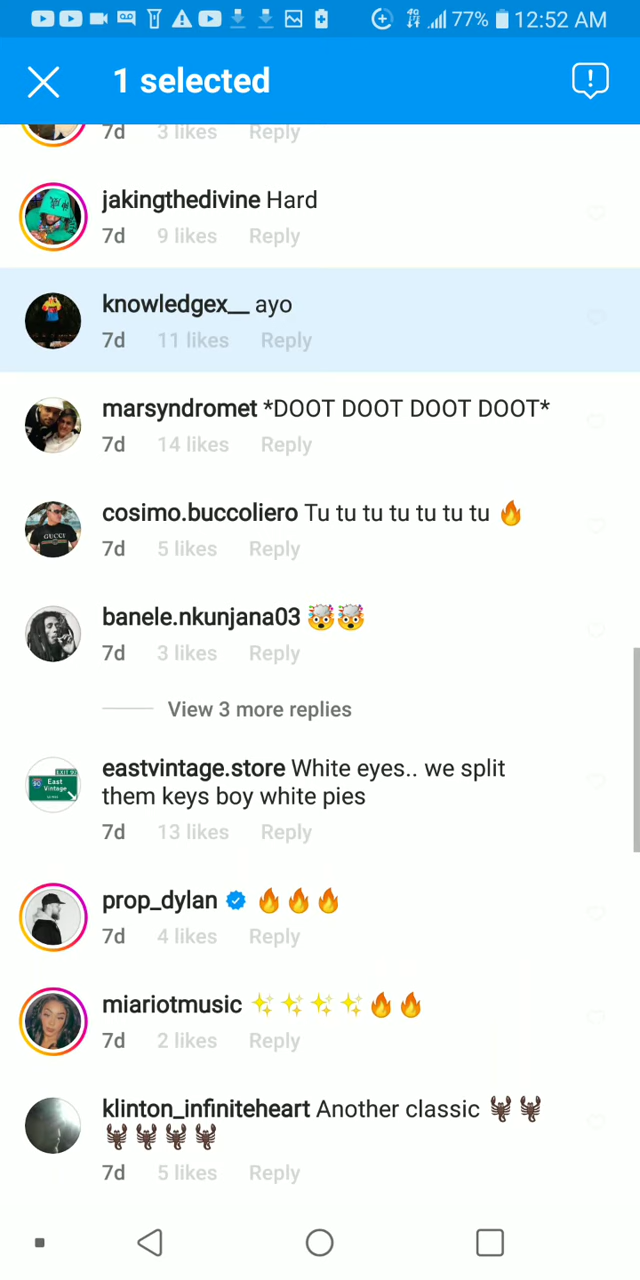 77% 12:52 AM
1 selected
7d 3 likes Reply
jakingthedivine Hard
7d 9 likes Reply
knowledgex__ ayo
7d 11 likes Reply
marsyndromet *DOOT DOOT DOOT DOOT*
7d 14 likes Reply
cosimo.buccoliero Tu tu tu tu tu tu tu 🔥
GUCCI
7d 5 likes Reply
banele.nkunjana03 🤯🤯
7d 3 likes Reply
View 3 more replies
eastvintage.store White eyes.. we split
East
Vintage
them keys boy white pies
7d 13 likes Reply
prop_dylan 🔥🔥🔥
7d 4 likes Reply
miariotmusic ✨✨✨✨🔥🔥
7d 2 likes Reply
klinton_infiniteheart Another classic 🦂🦂
🦂🦂🦂🦂
7d 5 likes Reply